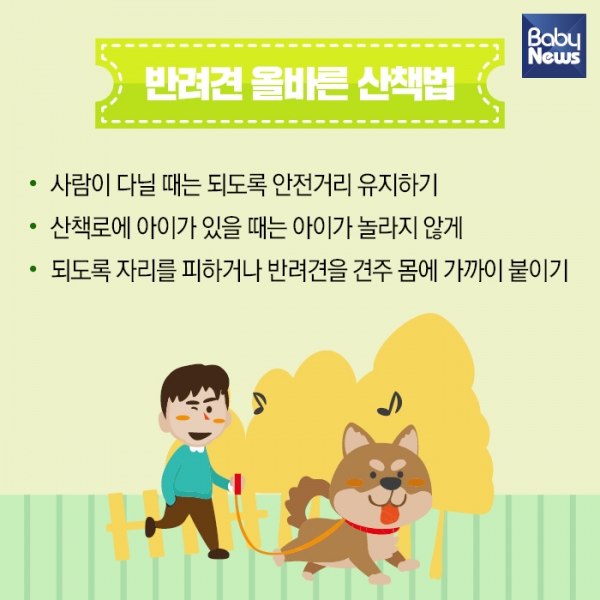 Baby
News
반려견 올바른 산책법
• 사람이 다닐 때는 되도록 안전거리 유지하기
• 산책로에 아이가 있을 때는 아이가 놀라지 않게
• 되도록 자리를 피하거나 반려견을 견주 몸에 가까이 붙이기